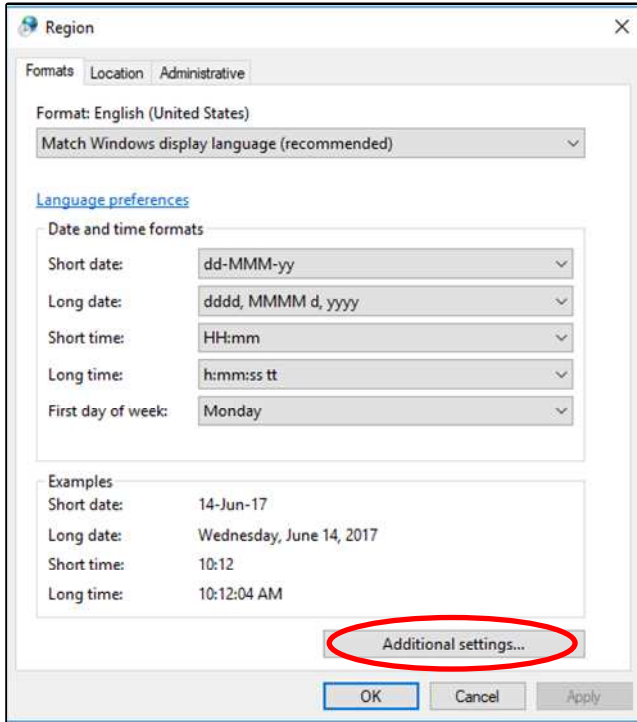 Region
Formats Location Administrative
Format: English (United States)
Match Windows display language (recommended)
Language preferences
Date and time formats
Short date: dd-MMM-yy
Long date: dddd, MMMM d, yyyy
Short time: HH:mm
Long time: h:mm:ss tt
First day of week: Monday
Examples
Short date: 14-Jun-17
Long date: Wednesday, June 14, 2017
Short time: 10:12
Long time: 10:12:04 AM
Additional settings...
OK Cancel Apply